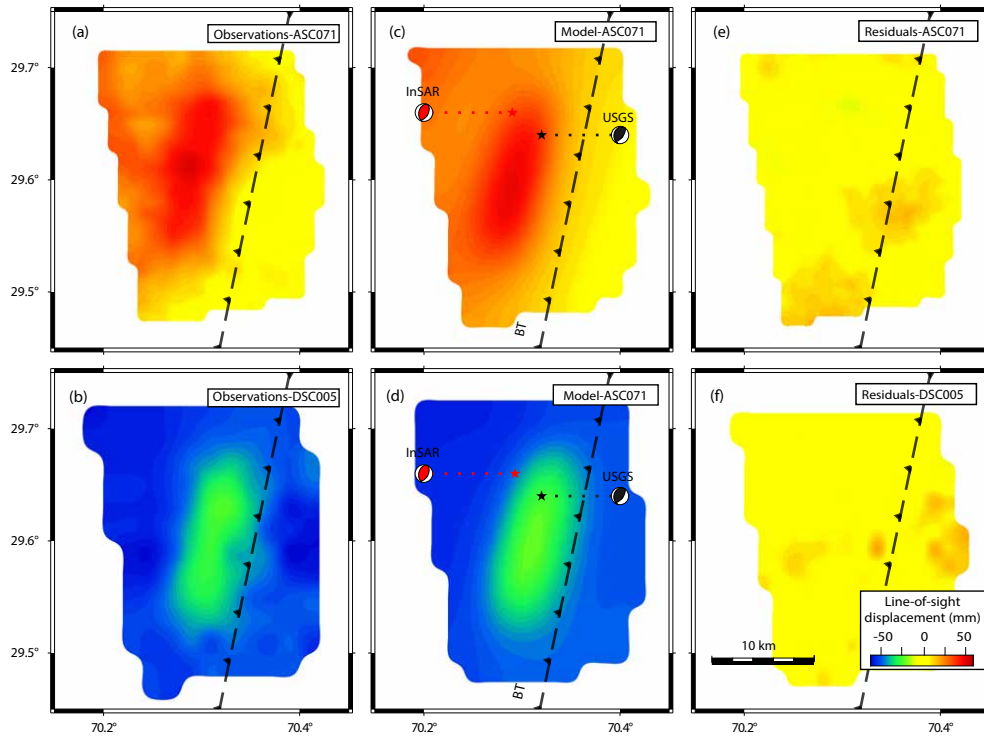 (a)
Observations-ASC071
(c)
Model-ASC071
(e)
Residuals-ASC071
29.7°
29.6°
29.5°
InSAR
USGS
BT
(b)
Observations-DSC005
(d)
Model-ASC071
(f)
Residuals-DSC005
29.7°
29.6°
29.5°
InSAR
USGS
BT
10 km
Line-of-sight
displacement (mm)
-50 0 50
70.2° 70.4° 70.2° 70.4° 70.2° 70.4°